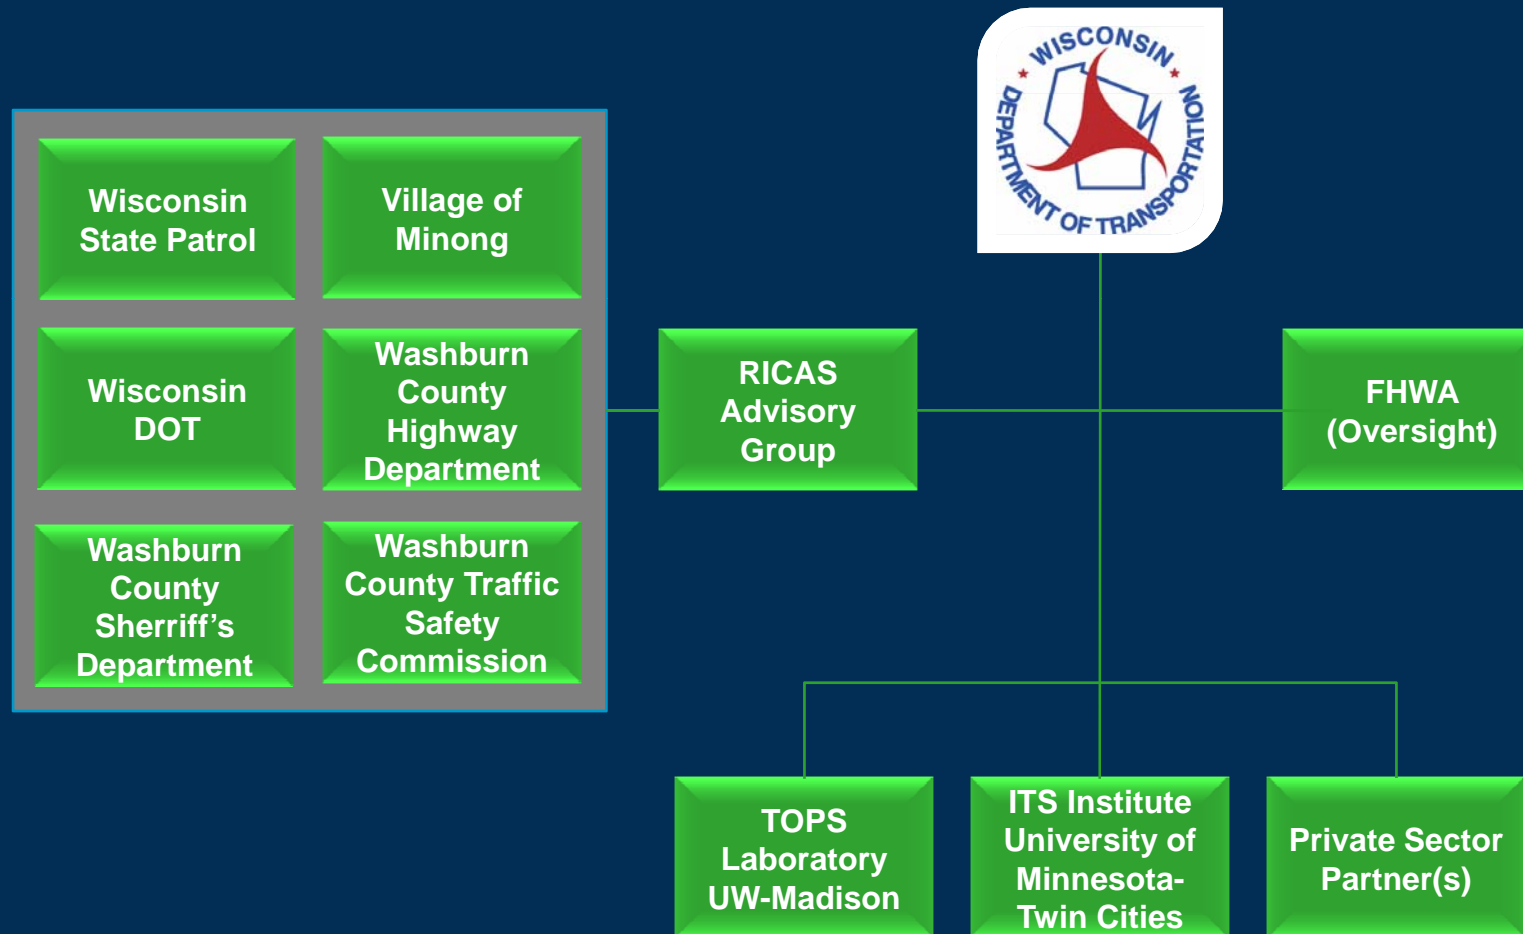 WISCONSIN
DEPARTMENT OF TRANSPORTATION
Wisconsin
State Patrol
Village of
Minong
Wisconsin
DOT
Washburn
County
Highway
Department
Washburn
County
Sherriff’s
Department
Washburn
County Traffic
Safety
Commission
RICAS
Advisory
Group
FHWA
(Oversight)
TOPS
Laboratory
UW-Madison
ITS Institute
University of
Minnesota-
Twin Cities
Private Sector
Partner(s)